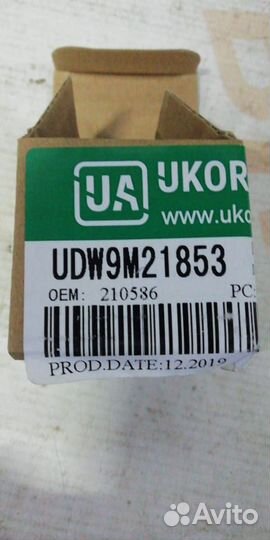 UA UKOR
www.uko
UDW9M21853
OEM: 210586 PC
PROD.DATE:12.2019
Avito